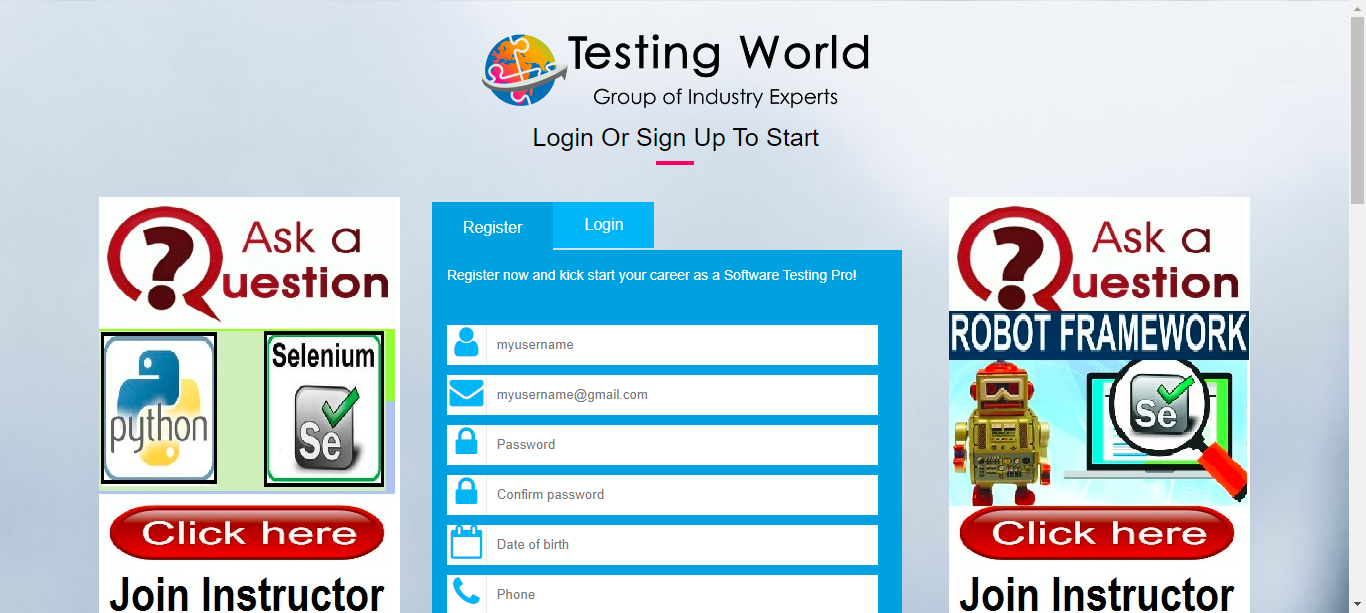 Testing World
Group of Industry Experts
Login Or Sign Up To Start
Ask a
Question
python
Selenium
Se
Click here
Join Instructor
Register
Login
Register now and kick start your career as a Software Testing Pro!
myusername
myusername@gmail.com
Password
Confirm password
Date of birth
Phone
Ask a
Question
ROBOT FRAMEWORK
Se
Click here
Join Instructor